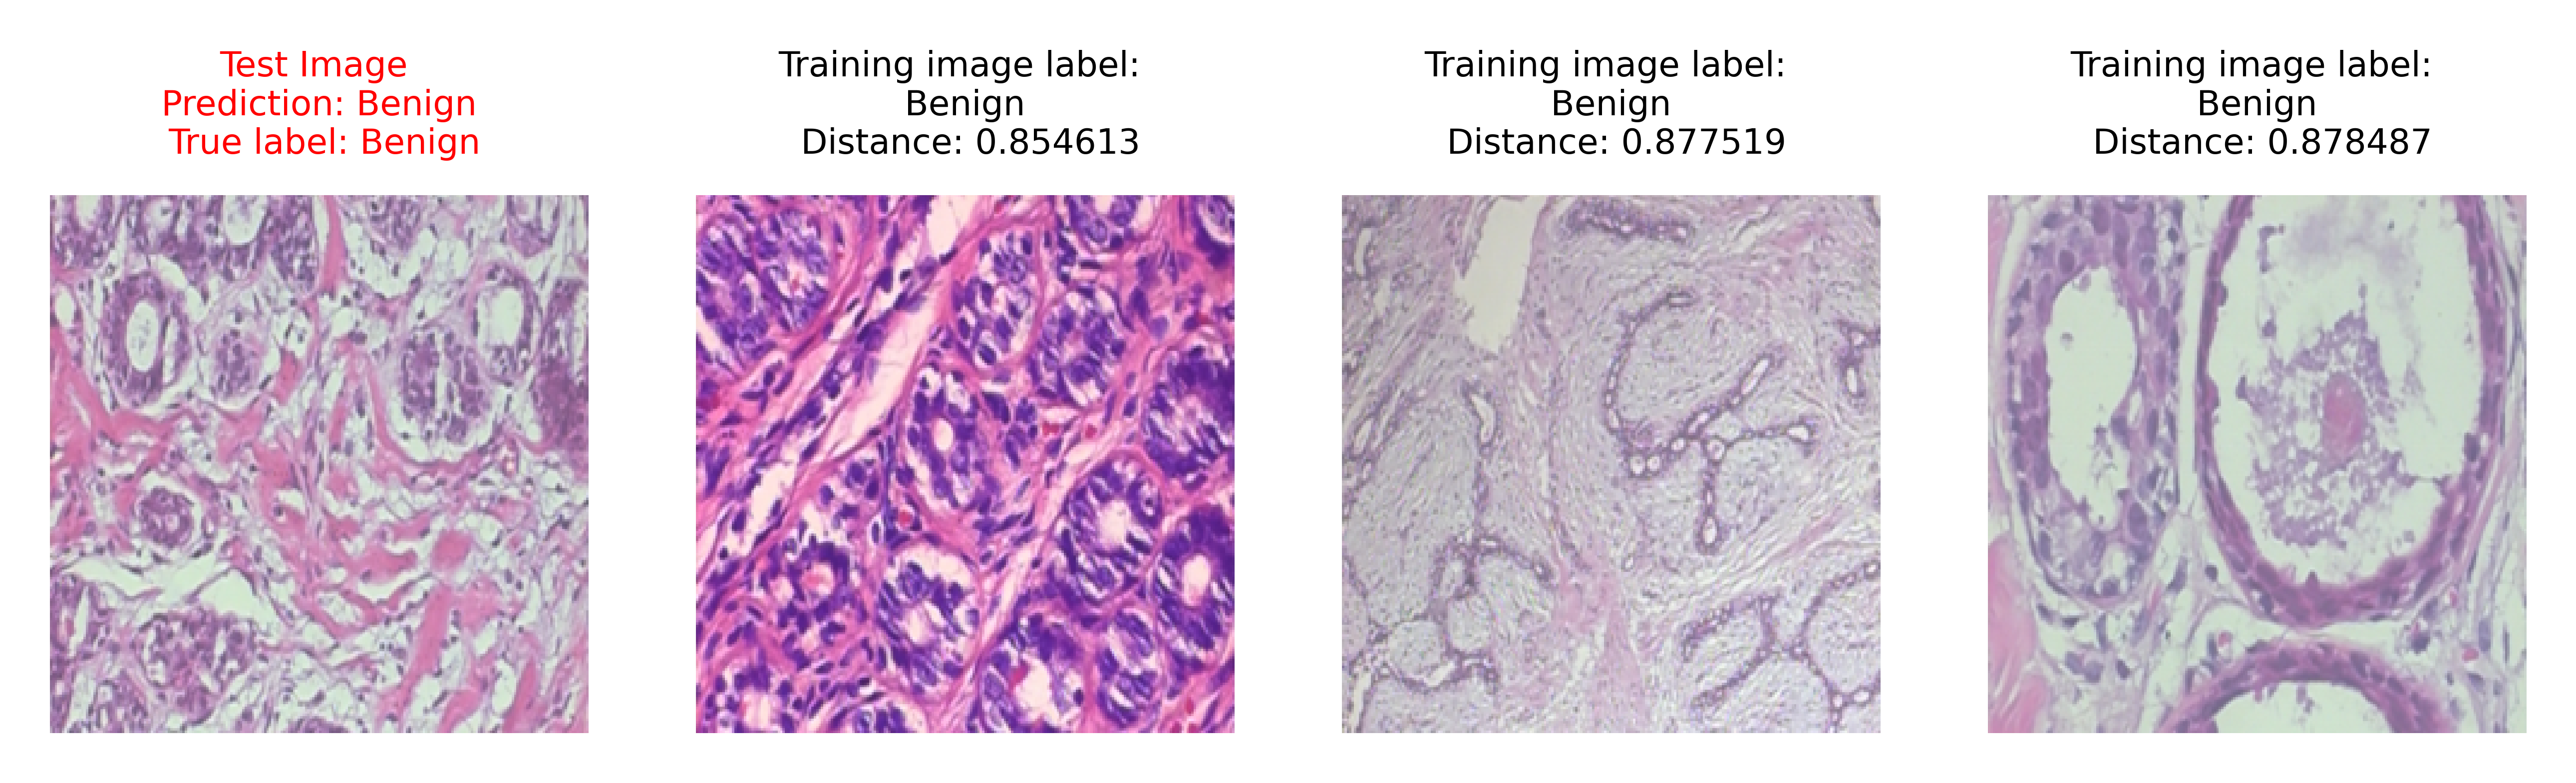 Test Image
Prediction: Benign
True label: Benign
Training image label:
Benign
Distance: 0.854613
Training image label:
Benign
Distance: 0.877519
Training image label:
Benign
Distance: 0.878487